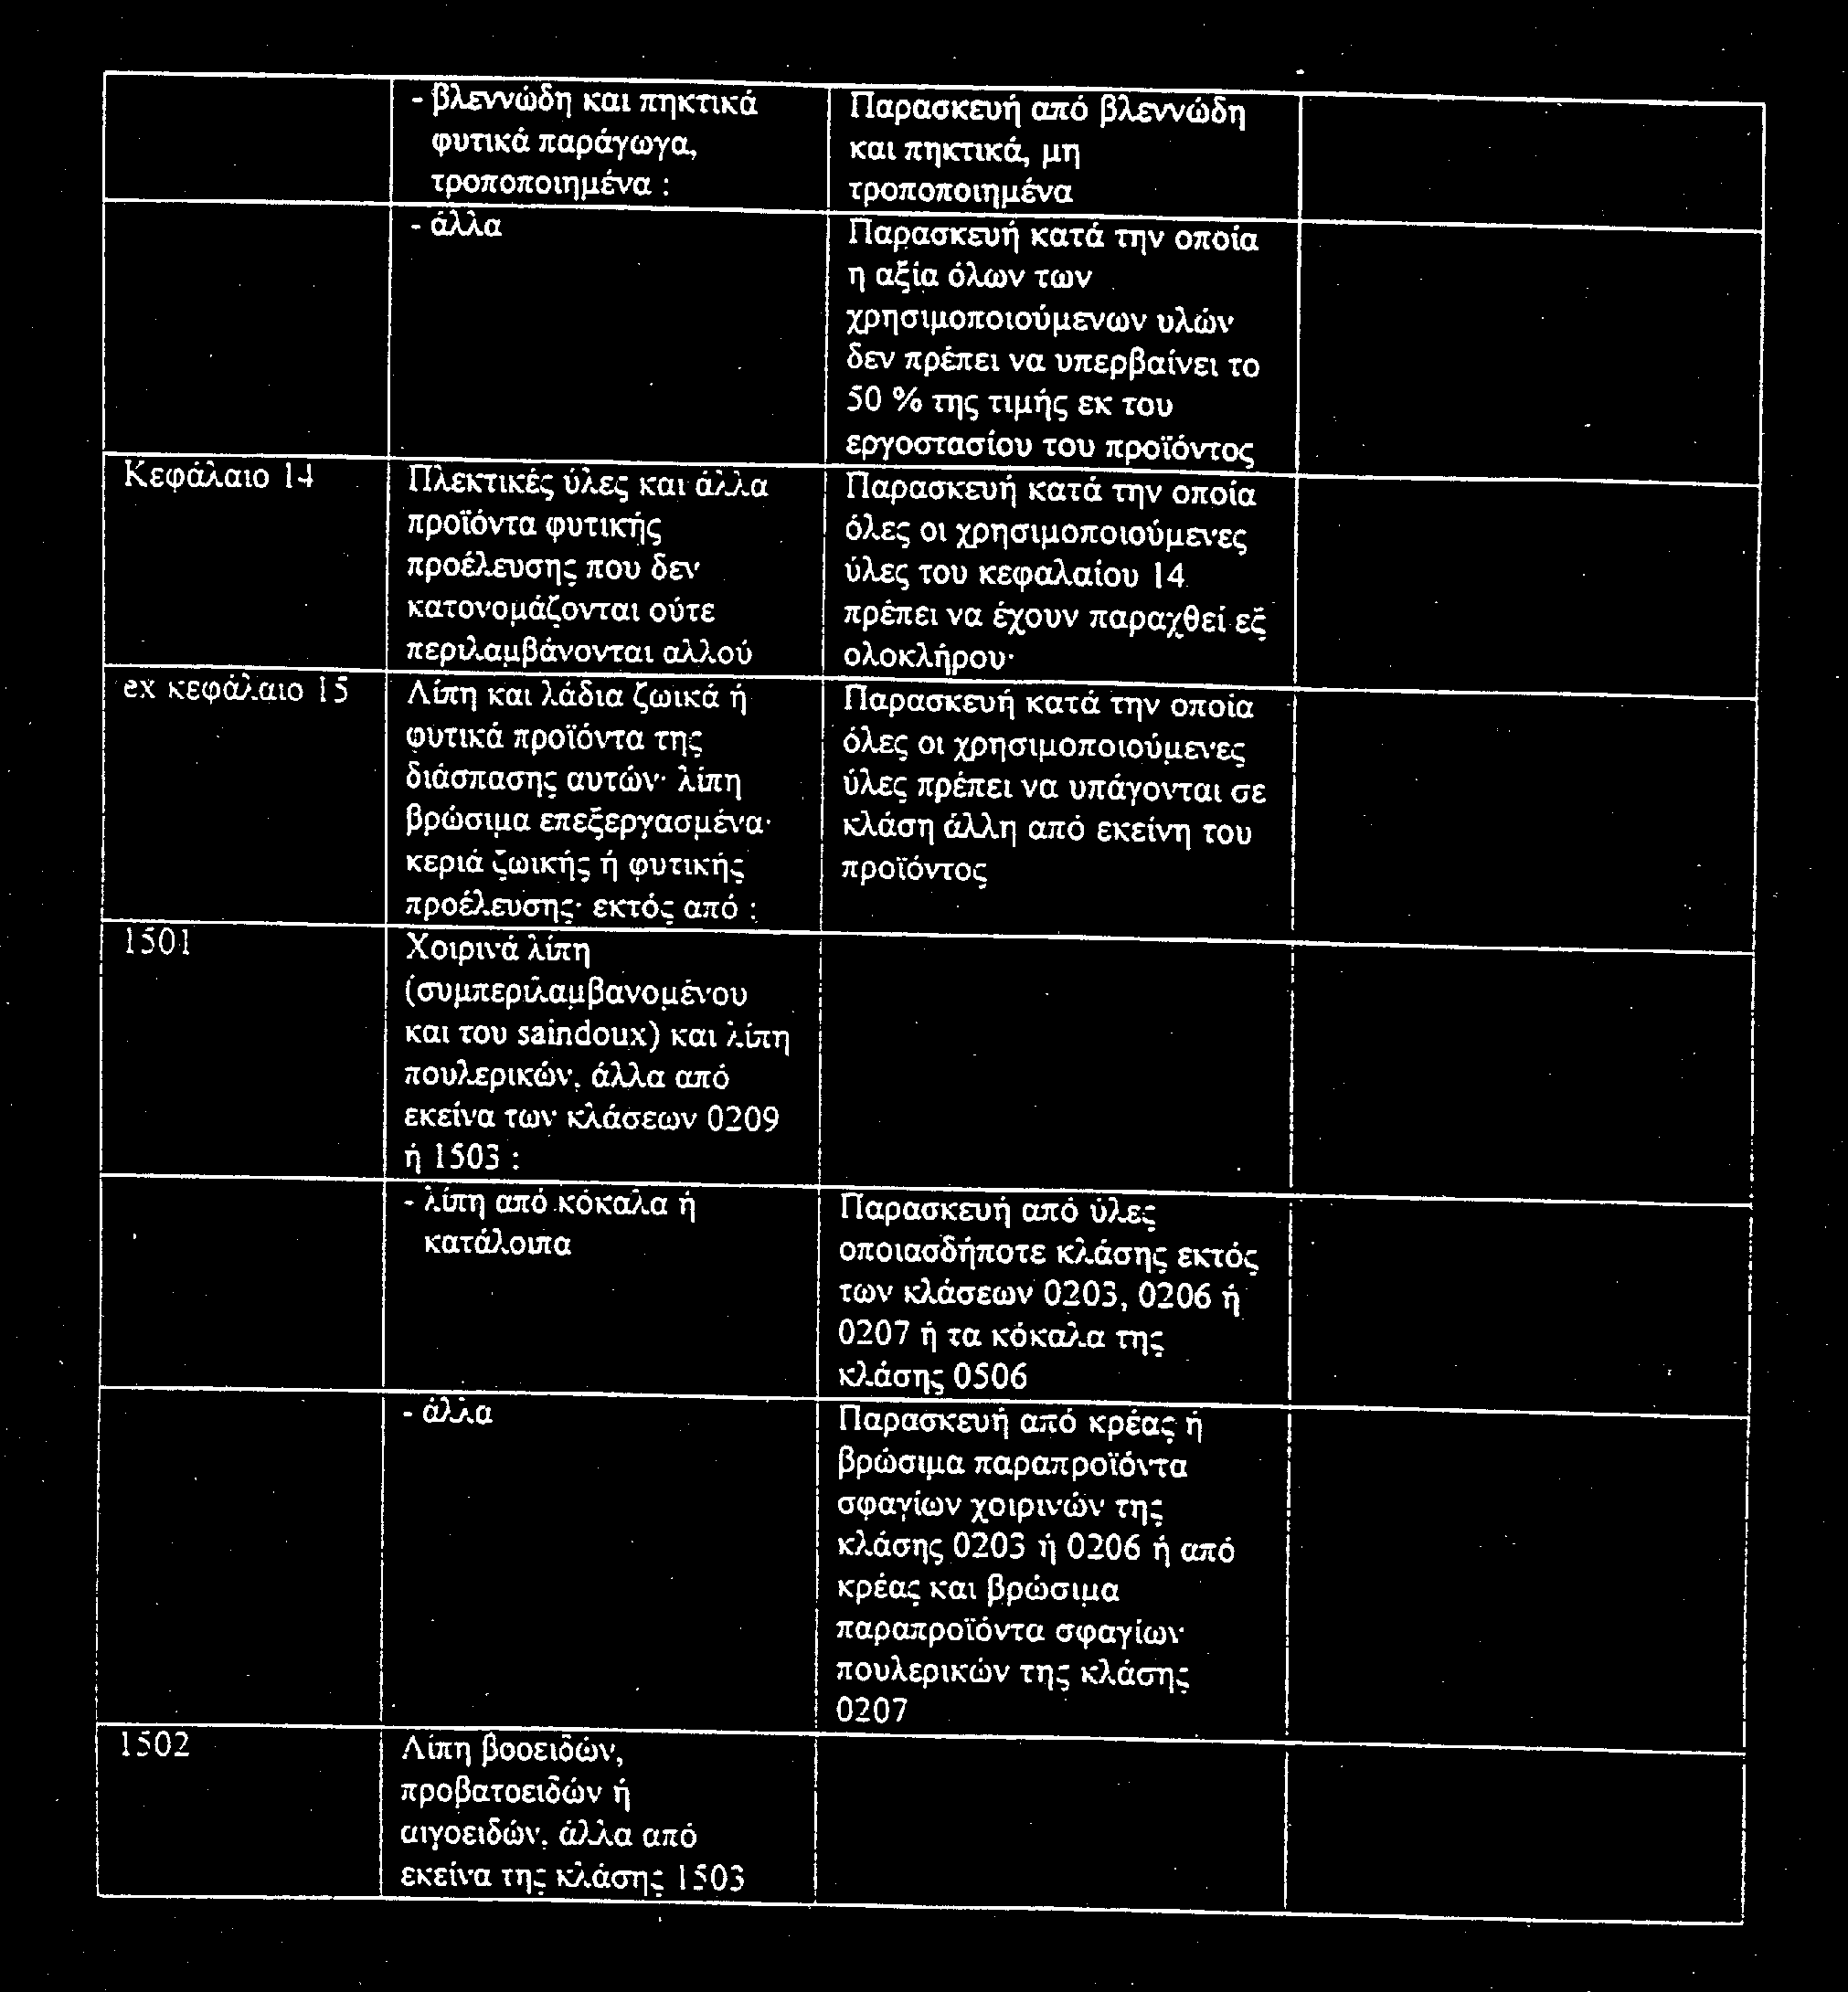 - βλεννώδη και πηκτικά
φυτικά παράγωγα,
τροποποιημένα :
Παρασκευή από βλεννώδη
και πηκτικά, μη
τροποποιημένα
- άλλα
Παρασκευή κατά την οποία
η αξία όλων των
χρησιμοποιούμενων υλών
δεν πρέπει να υπερβαίνει το
50 % της τιμής εκ του
εργοστασίου του προϊόντος
Κεφάλαιο 14
Πλεκτικές ύλες και άλλα
προϊόντα φυτικής
προέλευσης που δεν
κατονομάζονται ούτε
περιλαμβάνονται αλλού
Παρασκευή κατά την οποία
όλες οι χρησιμοποιούμενες
ύλες του κεφαλαίου 14
πρέπει να έχουν παραχθεί εξ
ολοκλήρου·
ex κεφάλαιο 15
Λίπη και λάδια ζωικά ή
φυτικά προϊόντα της
διάσπασης αυτών· λίπη
βρώσιμα επεξεργασμένα·
κεριά ζωικής ή φυτικής
προέλευσης· εκτός από :
Παρασκευή κατά την οποία
όλες οι χρησιμοποιούμενες
ύλες πρέπει να υπάγονται σε
κλάση άλλη από εκείνη του
προϊόντος
1501
Χοιρινά λίπη
(συμπεριλαμβανομένου
και του saindoux) και λίπη
πουλερικών, άλλα από
εκείνα των κλάσεων 0209
ή 1503 :
- λίπη από κόκαλα ή
κατάλοιπα
Παρασκευή από ύλες
οποιασδήποτε κλάσης εκτός
των κλάσεων 0203, 0206 ή
0207 ή τα κόκαλα της
κλάσης 0506
- άλλα
Παρασκευή από κρέας ή
βρώσιμα παραπροϊόντα
σφαγίων χοιρινών της
κλάσης 0203 ή 0206 ή από
κρέας και βρώσιμα
παραπροϊόντα σφαγίων
πουλερικών της κλάσης
0207
1502
Λίπη βοοειδών,
προβατοειδών ή
αιγοειδών, άλλα από
εκείνα της κλάσης 1503